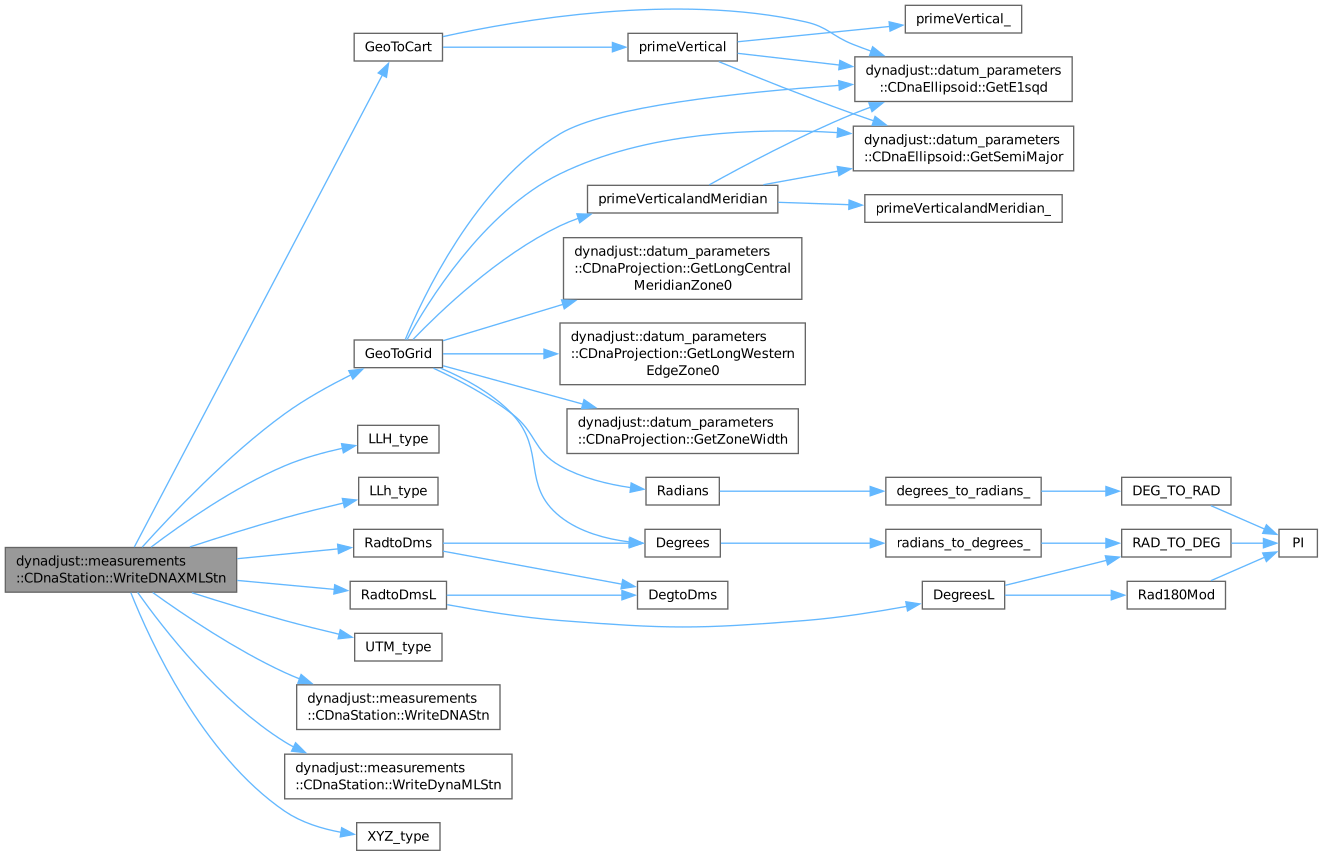 primeVertical_
GeoToCart
primeVertical
dynadjust::datum_parameters
::CDnaEllipsoid::GetE1sqd
dynadjust::datum_parameters
::CDnaEllipsoid::GetSemiMajor
primeVerticalandMeridian
primeVerticalandMeridian_
dynadjust::datum_parameters
::CDnaProjection::GetLongCentral
MeridianZone0
GeoToGrid
dynadjust::datum_parameters
::CDnaProjection::GetLongWestern
EdgeZone0
dynadjust::datum_parameters
::CDnaProjection::GetZoneWidth
LLH_type
LLh_type
Radians
degrees_to_radians_
DEG_TO_RAD
RadtoDms
Degrees
radians_to_degrees_
RAD_TO_DEG
PI
dynadjust::measurements
::CDnaStation::WriteDNAXMLStn
RadtoDmsL
DegtoDms
DegreesL
Rad180Mod
UTM_type
dynadjust::measurements
::CDnaStation::WriteDNAStn
dynadjust::measurements
::CDnaStation::WriteDynaMLStn
XYZ_type